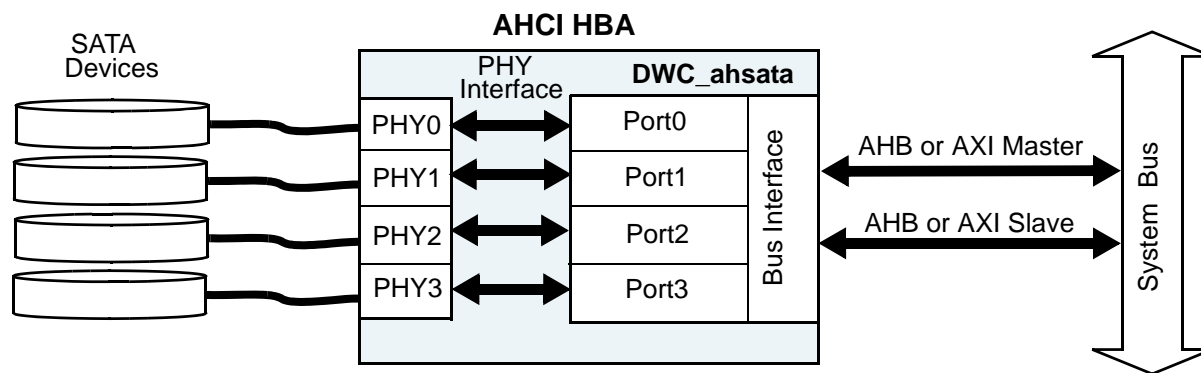 AHCI HBA
SATA
Devices
PHY
Interface
DWC_ahsata
PHY0
Port0
PHY1
Port1
PHY2
Port2
PHY3
Port3
Bus Interface
AHB or AXI Master
AHB or AXI Slave
System Bus